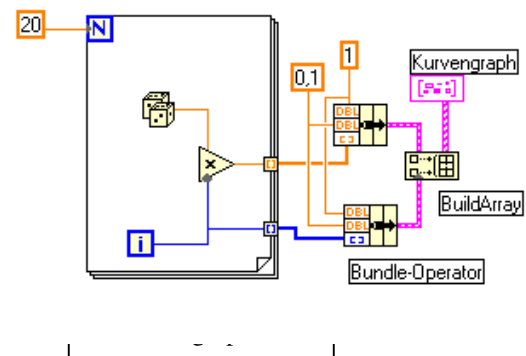 20
N
1
0,1
Kurvengraph
DBL
DBL
BuildArray
i
DBL
DBL
Bundle-Operator